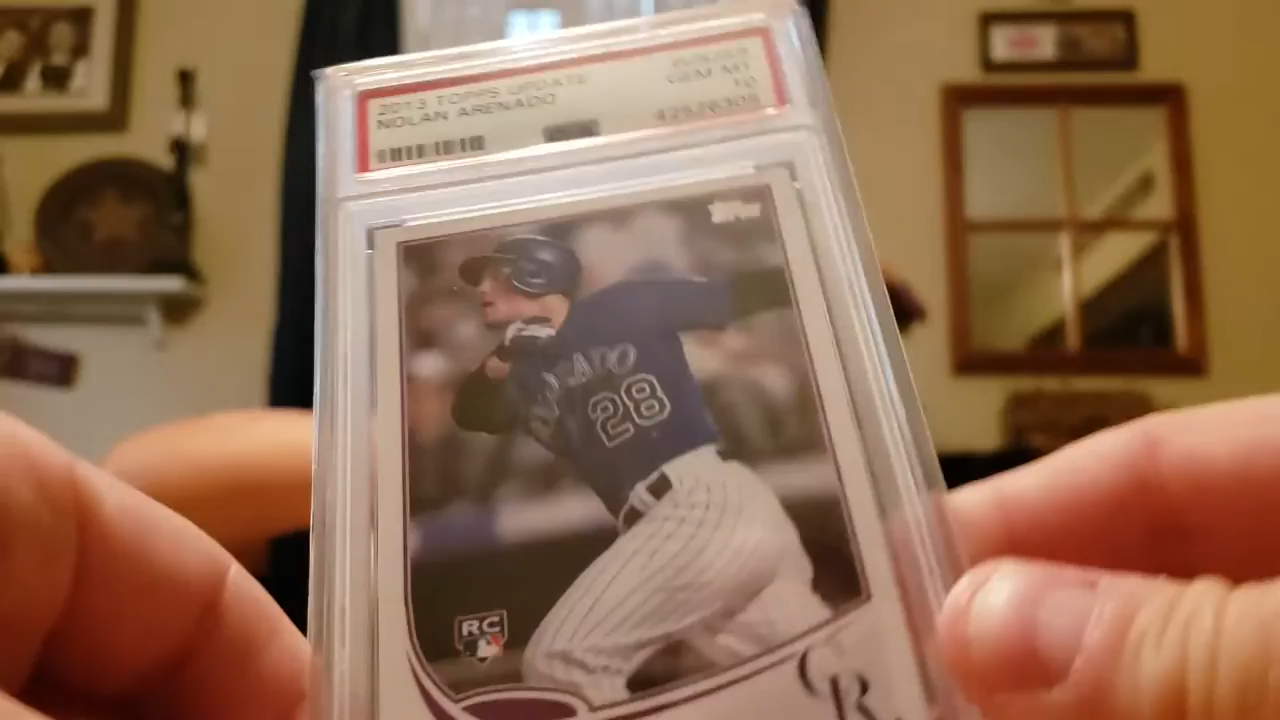 2013 TOPPS UPDATE
NOLAN ARENADO
GEM MT
10
Topps
28
RC
R